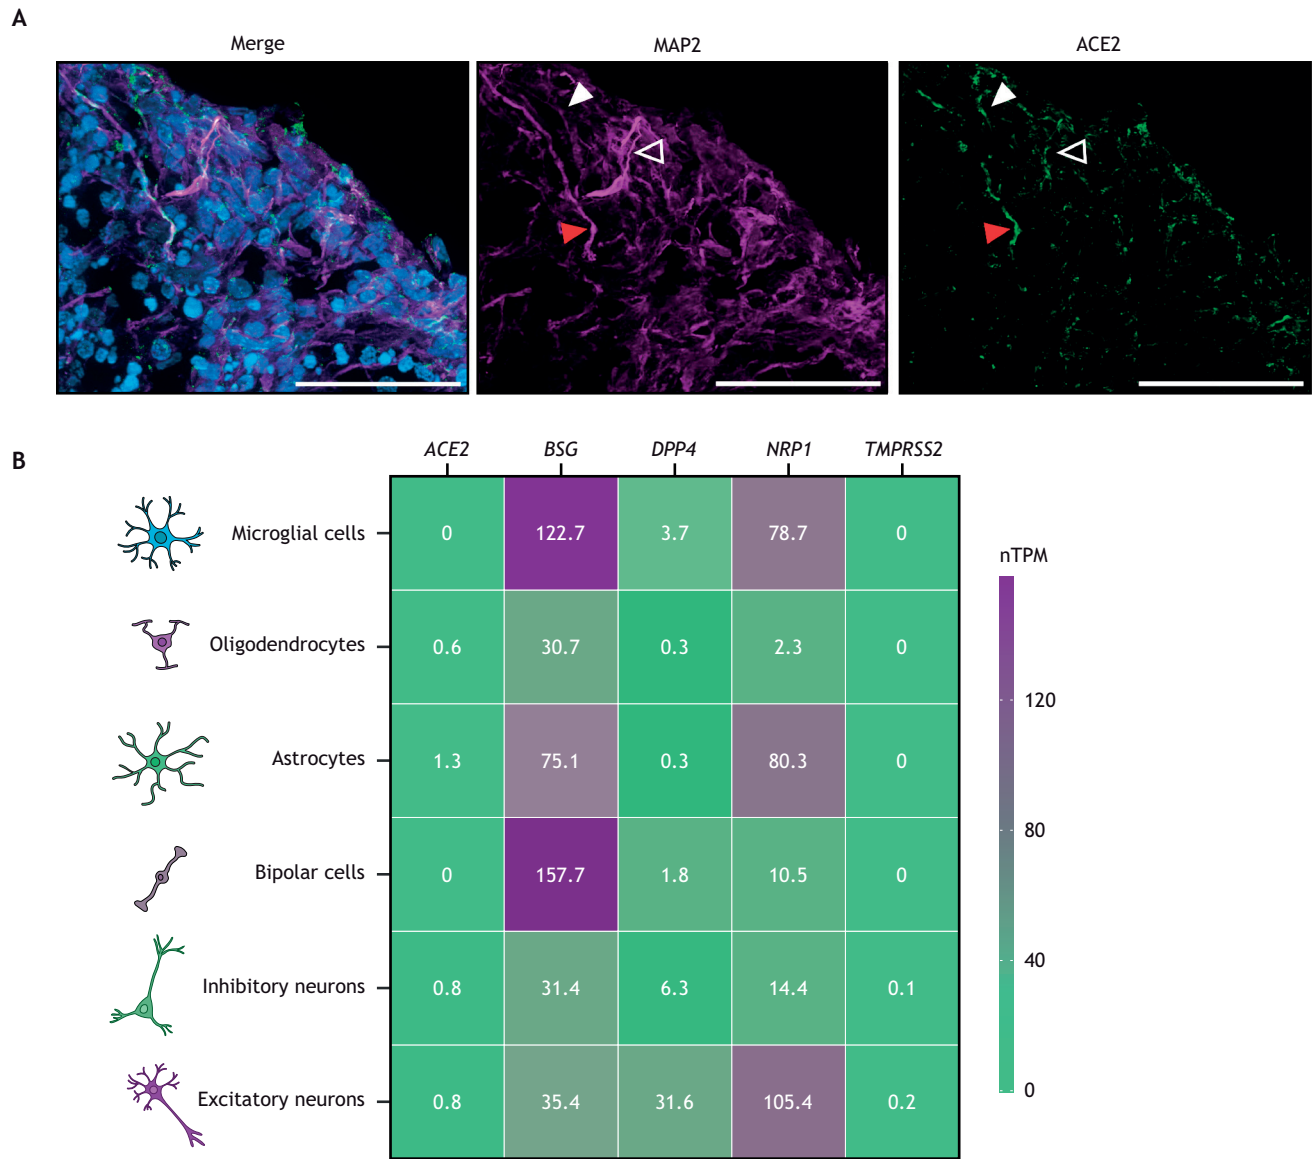 A
Merge MAP2 ACE2
B
ACE2 BSG DPP4 NRP1 TMPRSS2
Microglial cells 0 122.7 3.7 78.7 0
Oligodendrocytes 0.6 30.7 0.3 2.3 0
Astrocytes 1.3 75.1 0.3 80.3 0
Bipolar cells 0 157.7 1.8 10.5 0
Inhibitory neurons 0.8 31.4 6.3 14.4 0.1
Excitatory neurons 0.8 35.4 31.6 105.4 0.2
nTPM
120
80
40
0